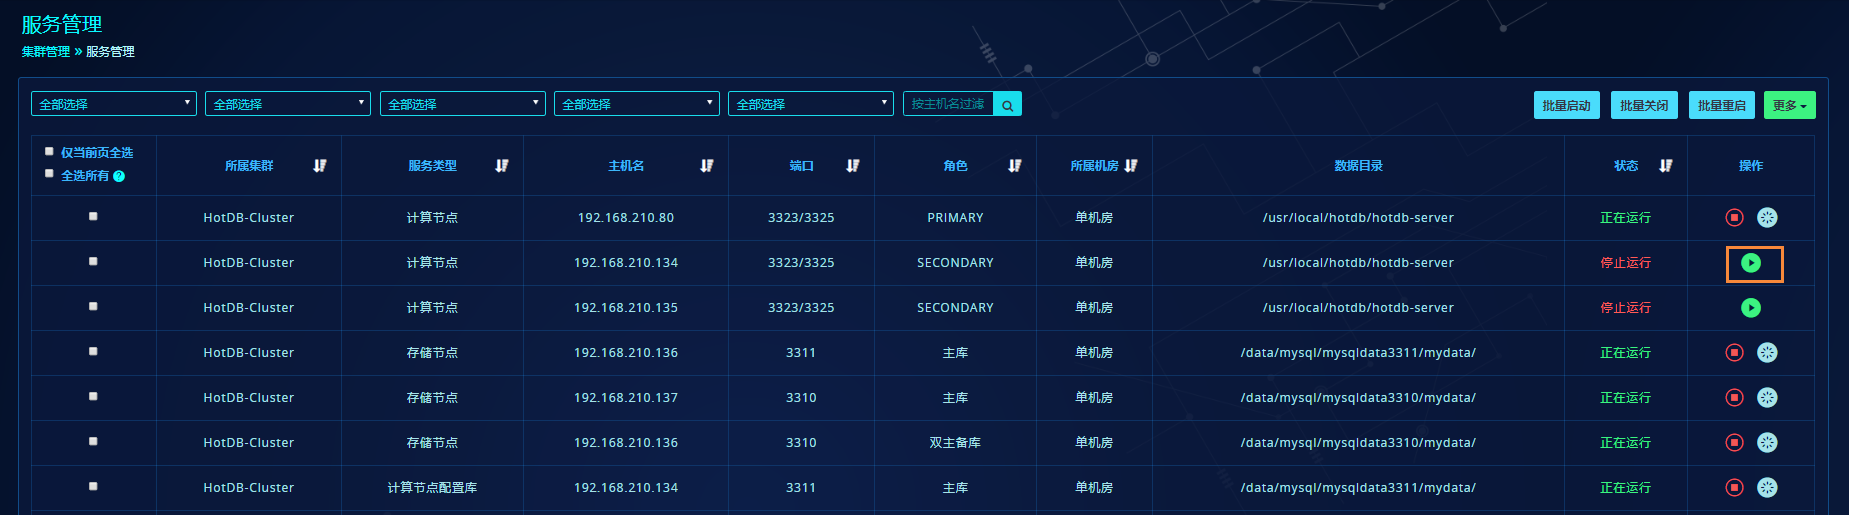 服务管理
集群管理 » 服务管理
全部选择 全部选择 全部选择 全部选择 全部选择 按主机名过滤 批量启动 批量关闭 批量重启 更多
仅当前页全选
全选所有 ? 所属集群 服务类型 主机名 端口 角色 所属机房 数据目录 状态 操作
HotDB-Cluster 计算节点 192.168.210.80 3323/3325 PRIMARY 单机房 /usr/local/hotdb/hotdb-server 正在运行
HotDB-Cluster 计算节点 192.168.210.134 3323/3325 SECONDARY 单机房 /usr/local/hotdb/hotdb-server 停止运行
HotDB-Cluster 计算节点 192.168.210.135 3323/3325 SECONDARY 单机房 /usr/local/hotdb/hotdb-server 停止运行
HotDB-Cluster 存储节点 192.168.210.136 3311 主库 单机房 /data/mysql/mysqldata3311/mydata/ 正在运行
HotDB-Cluster 存储节点 192.168.210.137 3310 主库 单机房 /data/mysql/mysqldata3310/mydata/ 正在运行
HotDB-Cluster 存储节点 192.168.210.136 3310 双主备库 单机房 /data/mysql/mysqldata3310/mydata/ 正在运行
HotDB-Cluster 计算节点配置库 192.168.210.134 3311 主库 单机房 /data/mysql/mysqldata3311/mydata/ 正在运行